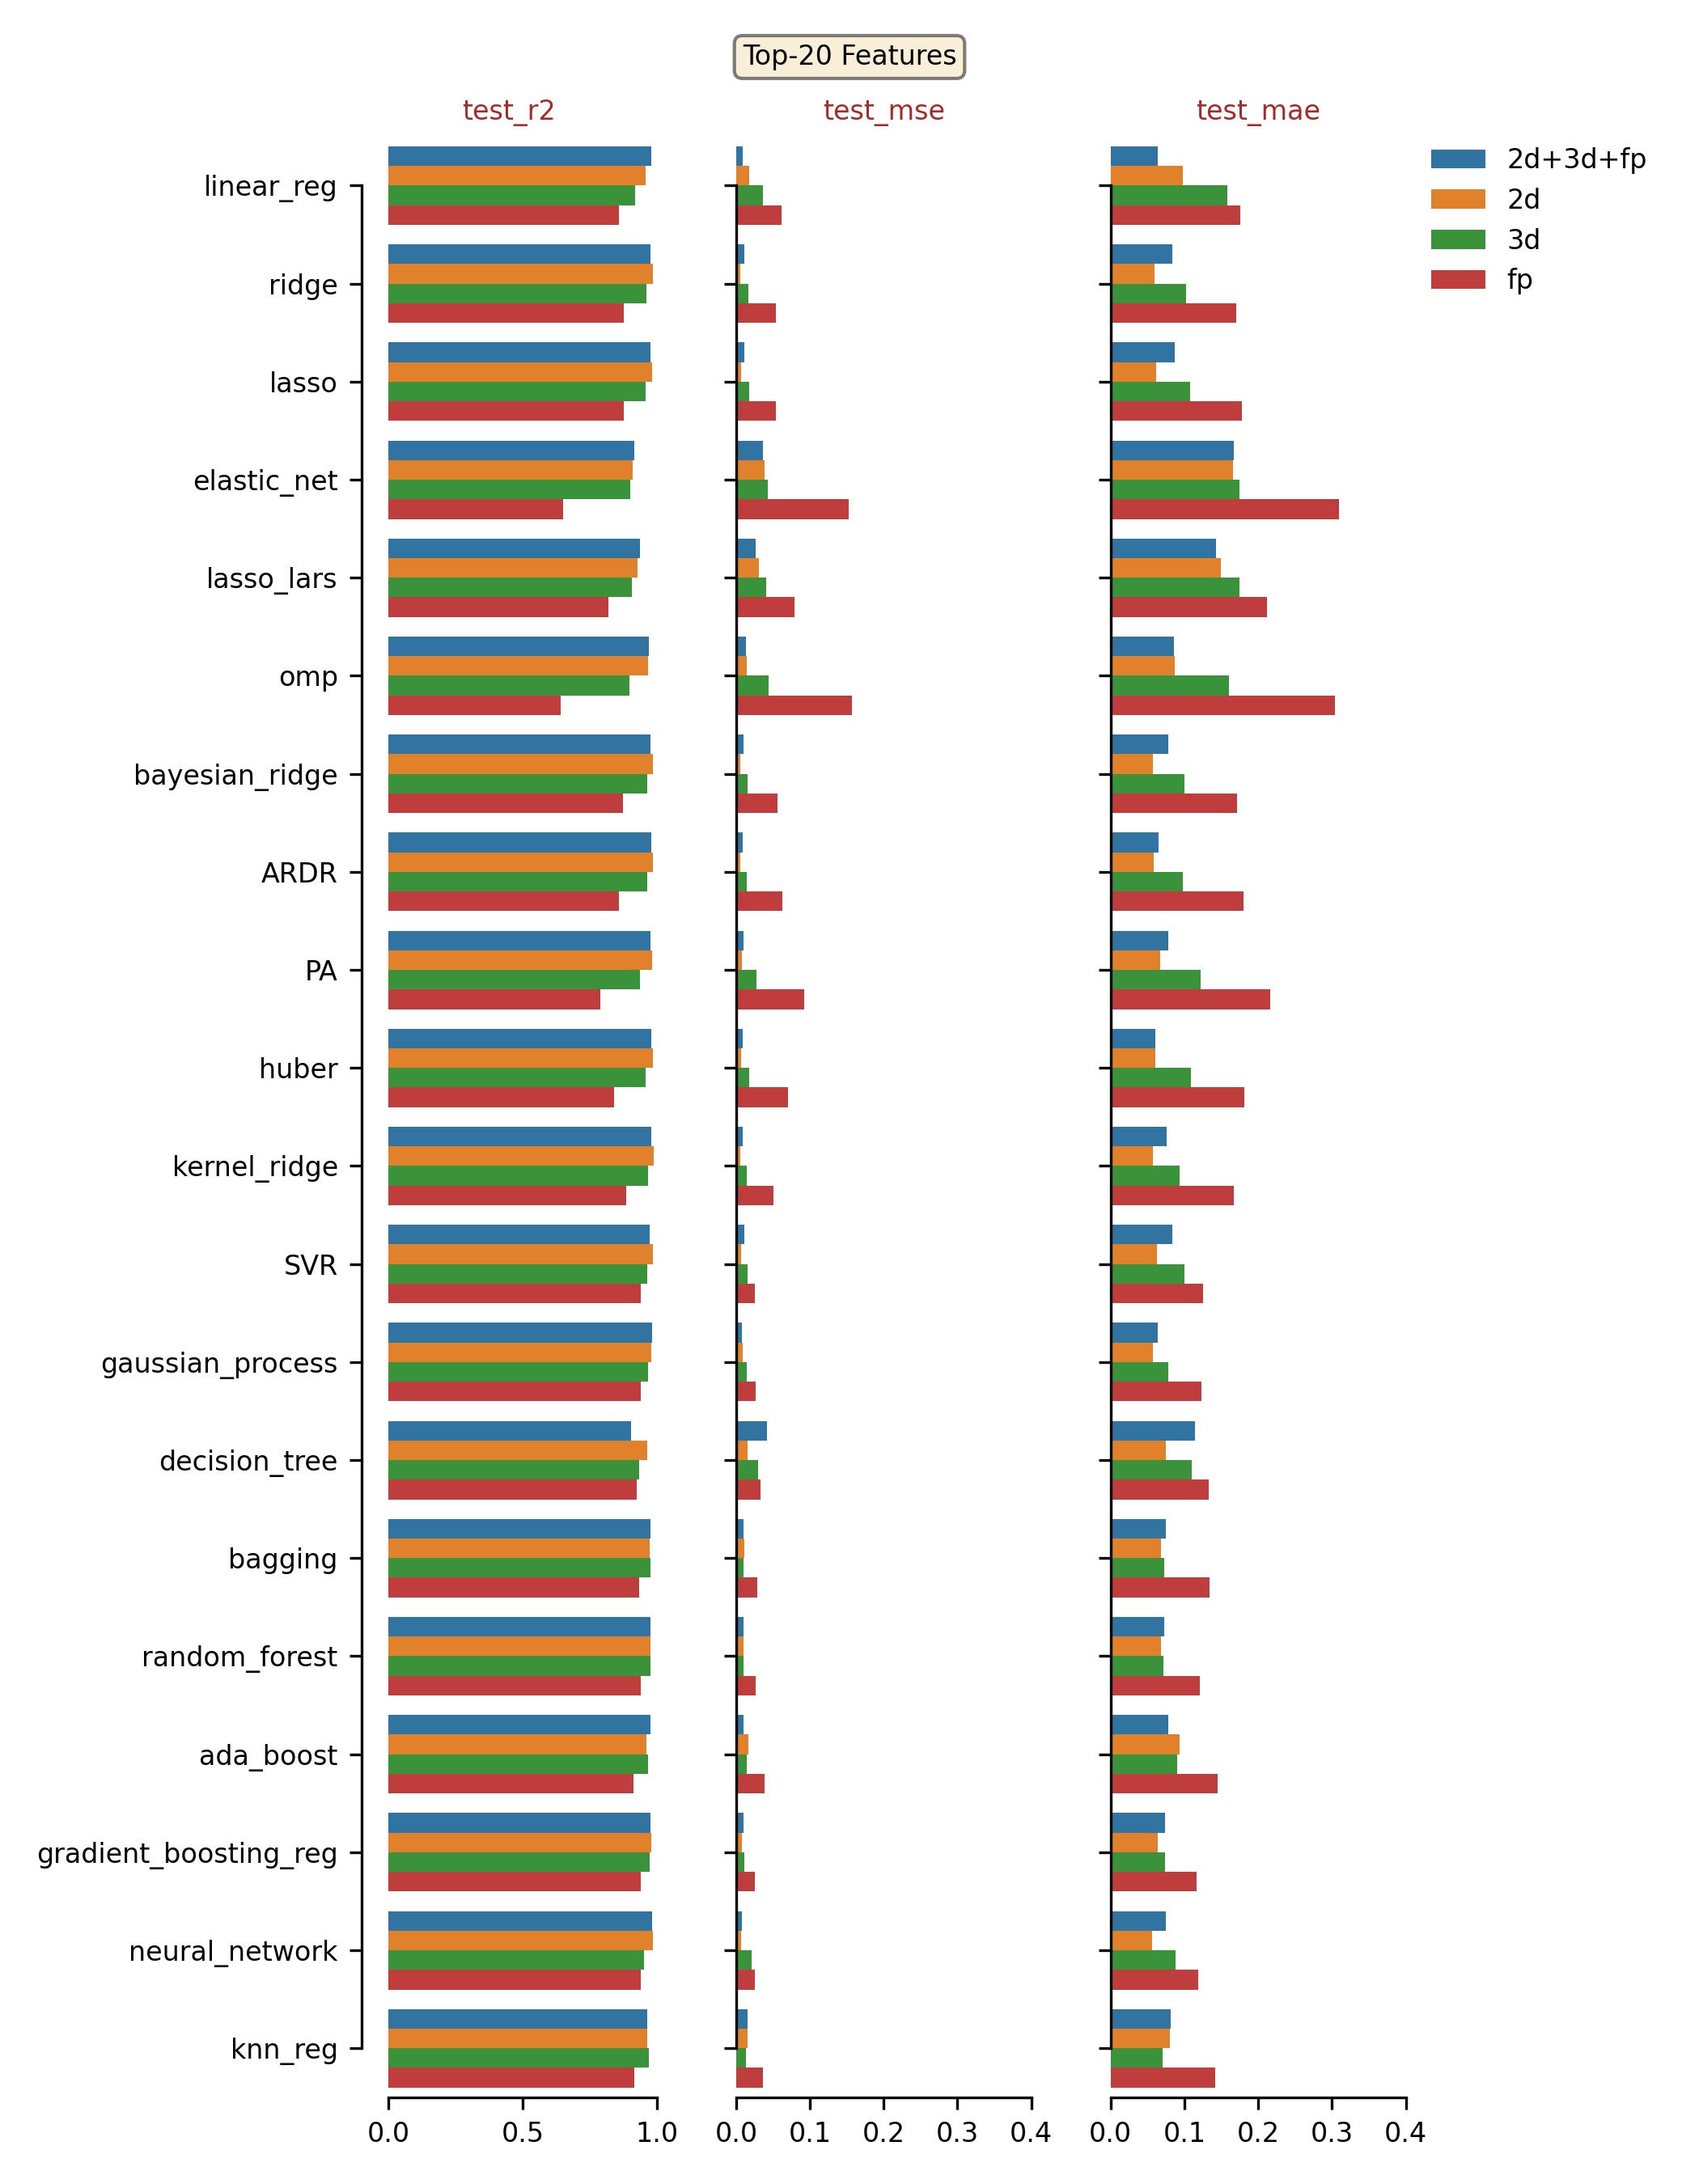 Top-20 Features
test_r2
test_mse
test_mae
2d+3d+fp
2d
3d
fp
linear_reg
ridge
lasso
elastic_net
lasso_lars
omp
bayesian_ridge
ARDR
PA
huber
kernel_ridge
SVR
gaussian_process
decision_tree
bagging
random_forest
ada_boost
gradient_boosting_reg
neural_network
knn_reg
0.0 0.5 1.0
0.0 0.1 0.2 0.3 0.4
0.0 0.1 0.2 0.3 0.4